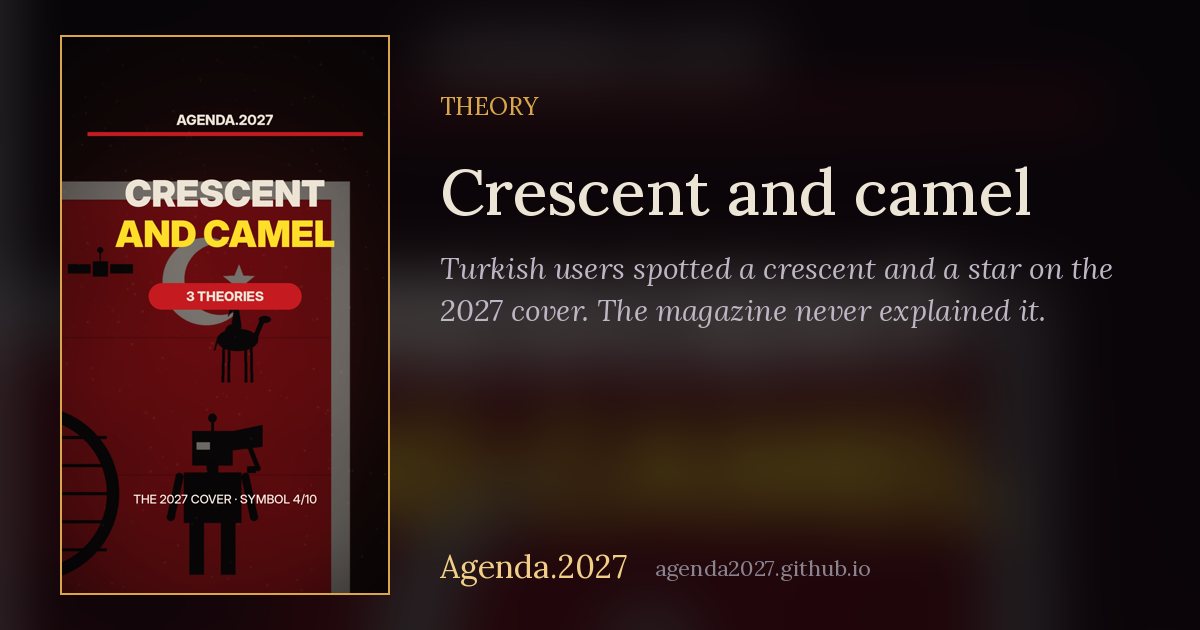 AGENDA.2027
CRESCENT
AND CAMEL
3 THEORIES
THE 2027 COVER · SYMBOL 4/10
THEORY
Crescent and camel
Turkish users spotted a crescent and a star on the
2027 cover. The magazine never explained it.
Agenda.2027
agenda2027.github.io